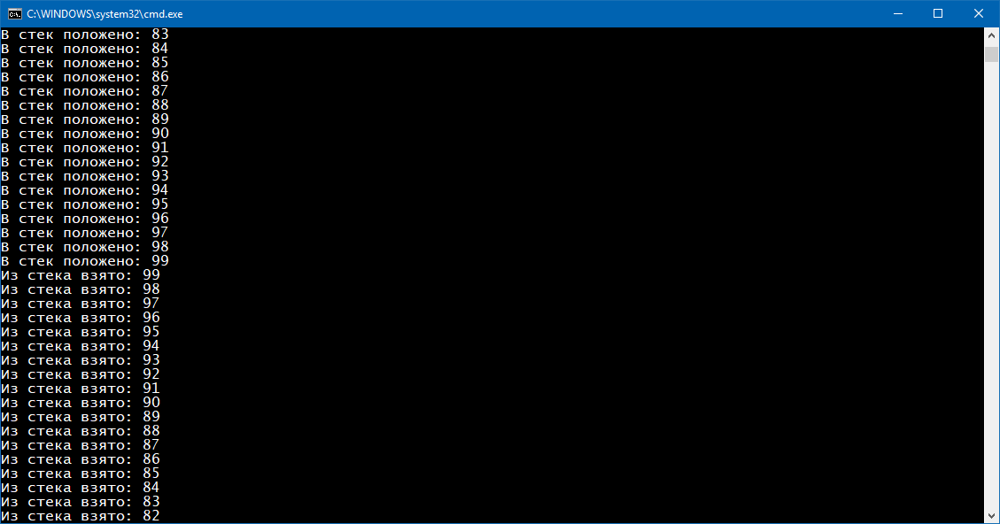 C:\WINDOWS\system32\cmd.exe
В стек положено: 83
В стек положено: 84
В стек положено: 85
В стек положено: 86
В стек положено: 87
В стек положено: 88
В стек положено: 89
В стек положено: 90
В стек положено: 91
В стек положено: 92
В стек положено: 93
В стек положено: 94
В стек положено: 95
В стек положено: 96
В стек положено: 97
В стек положено: 98
В стек положено: 99
Из стека взято: 99
Из стека взято: 98
Из стека взято: 97
Из стека взято: 96
Из стека взято: 95
Из стека взято: 94
Из стека взято: 93
Из стека взято: 92
Из стека взято: 91
Из стека взято: 90
Из стека взято: 89
Из стека взято: 88
Из стека взято: 87
Из стека взято: 86
Из стека взято: 85
Из стека взято: 84
Из стека взято: 83
Из стека взято: 82